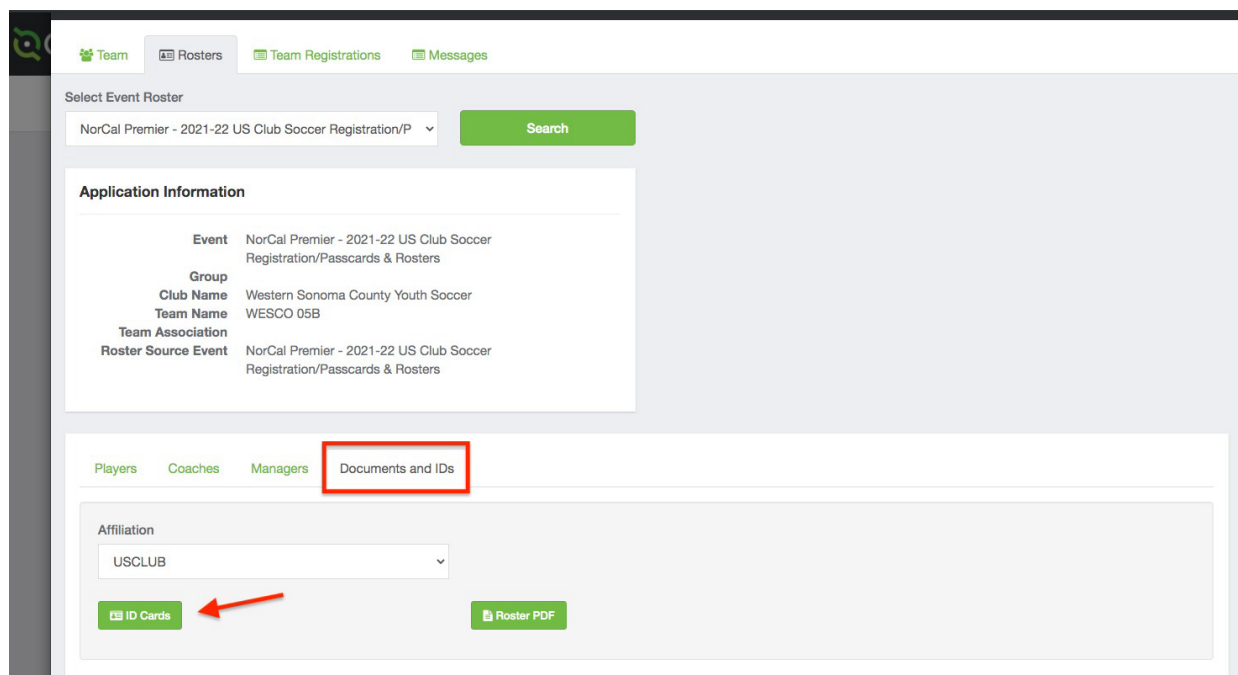 Team Rosters Team Registrations Messages
Select Event Roster
NorCal Premier - 2021-22 US Club Soccer Registration/P Search
Application Information
Event NorCal Premier - 2021-22 US Club Soccer
Registration/Passcards & Rosters
Group
Club Name Western Sonoma County Youth Soccer
Team Name WESCO 05B
Team Association
Roster Source Event NorCal Premier - 2021-22 US Club Soccer
Registration/Passcards & Rosters
Players Coaches Managers Documents and IDs
Affiliation
USCLUB
ID Cards Roster PDF